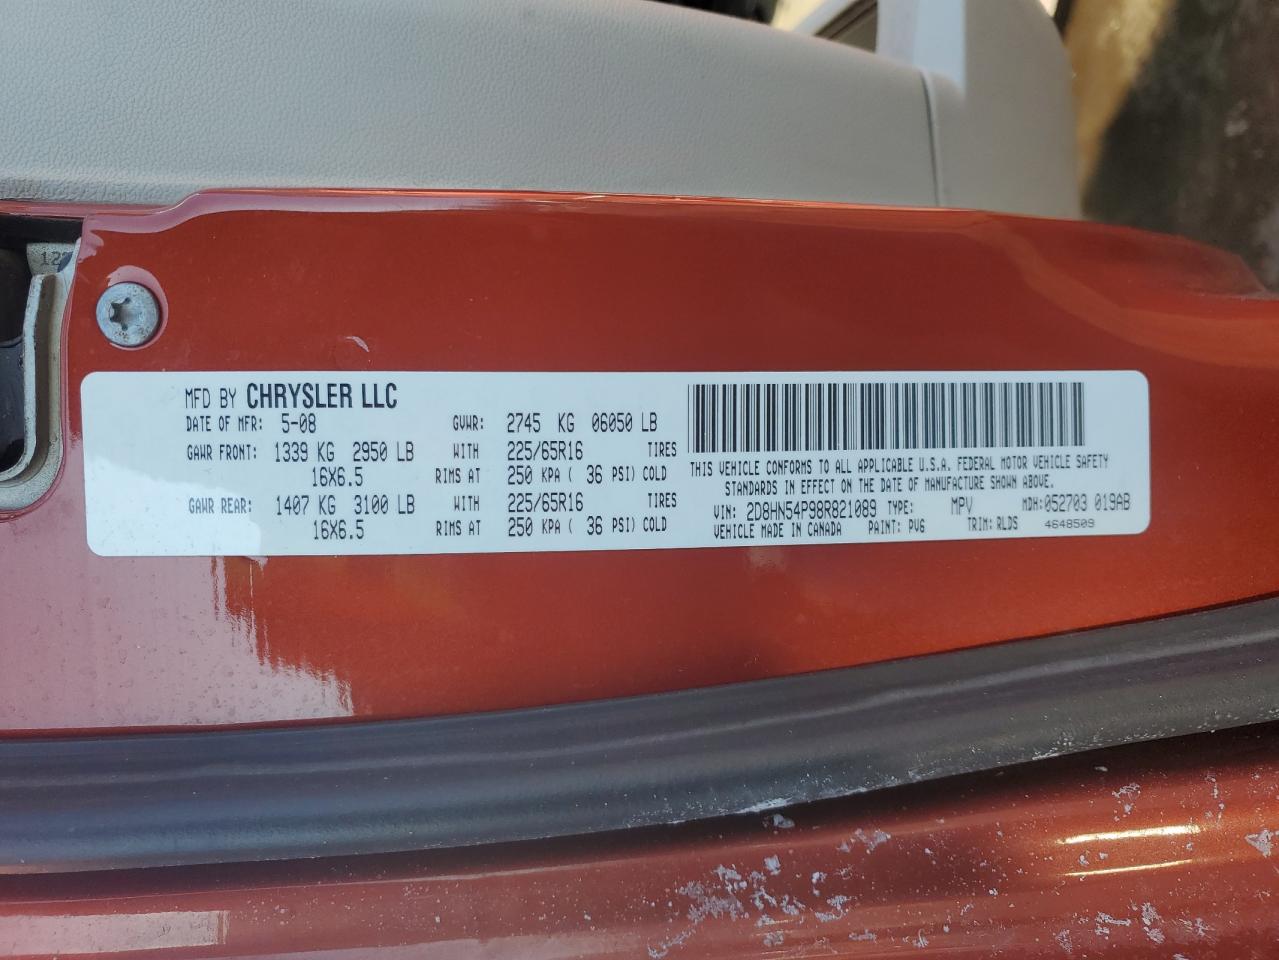 MFD BY CHRYSLER LLC
DATE OF MFR: 5-08 GVWR: 2745 KG 06050 LB
GAWR FRONT: 1339 KG 2950 LB WITH 225/65R16 TIRES
16X6.5 RIMS AT 250 KPA ( 36 PSI) COLD
GAWR REAR: 1407 KG 3100 LB WITH 225/65R16 TIRES
16X6.5 RIMS AT 250 KPA ( 36 PSI) COLD
THIS VEHICLE CONFORMS TO ALL APPLICABLE U.S.A. FEDERAL MOTOR VEHICLE SAFETY
STANDARDS IN EFFECT ON THE DATE OF MANUFACTURE SHOWN ABOVE.
VIN: 2D8HN54P98R821089 TYPE: MPV MDH:052703 019AB
VEHICLE MADE IN CANADA PAINT: PV6 TRIM: RLDS 4648509